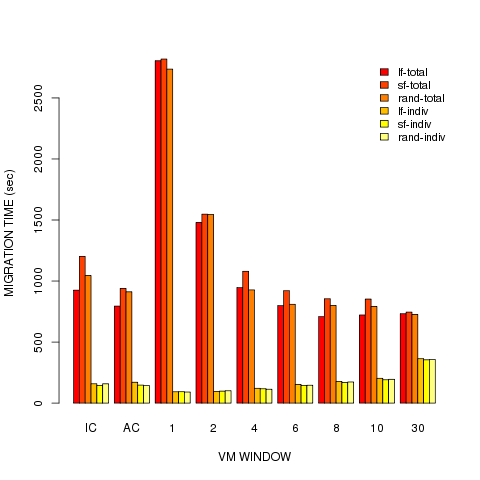 lf-total
sf-total
rand-total
lf-indiv
sf-indiv
rand-indiv
MIGRATION TIME (sec)
2500
2000
1500
1000
500
0
IC AC 1 2 4 6 8 10 30
VM WINDOW